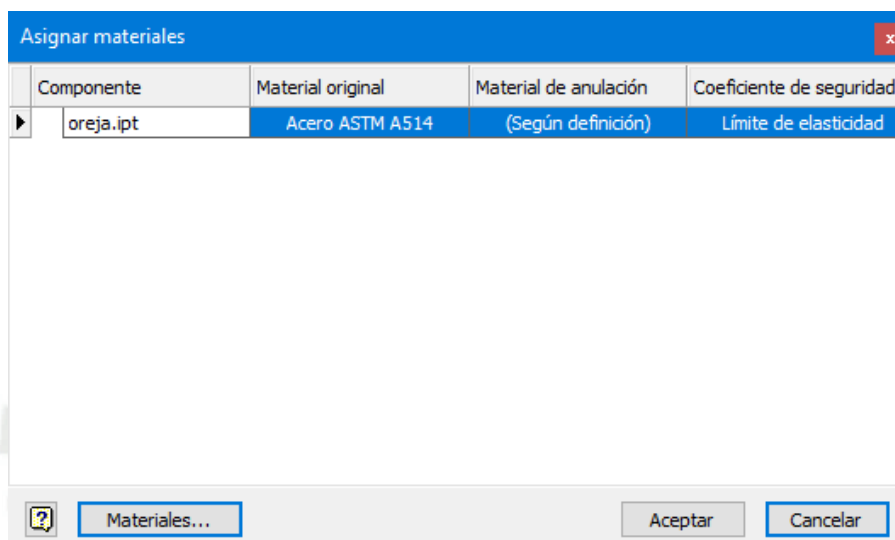 Asignar materiales
x
Componente Material original Material de anulación Coeficiente de seguridad
oreja.ipt Acero ASTM A514 (Según definición) Límite de elasticidad
? Materiales... Aceptar Cancelar